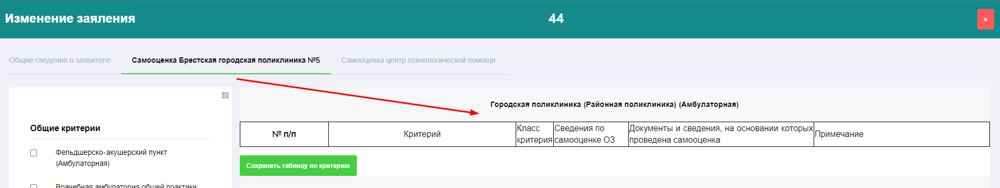 Изменение заяления
44
×
Общие сведения о заявителе
Самооценка Брестская городская поликлиника №5
Самооценка центр психологической помощи
Общие критерии
Фельдшерско-акушерский пункт
(Амбулаторная)
Врачебная амбулатория общей практики
Городская поликлиника (Районная поликлиника) (Амбулаторная)
№ п/п
Критерий
Класс
критерия
Сведения по
самооценке ОЗ
Документы и сведения, на основании которых
проведена самооценка
Примечание
Сохранить таблицу по критерию